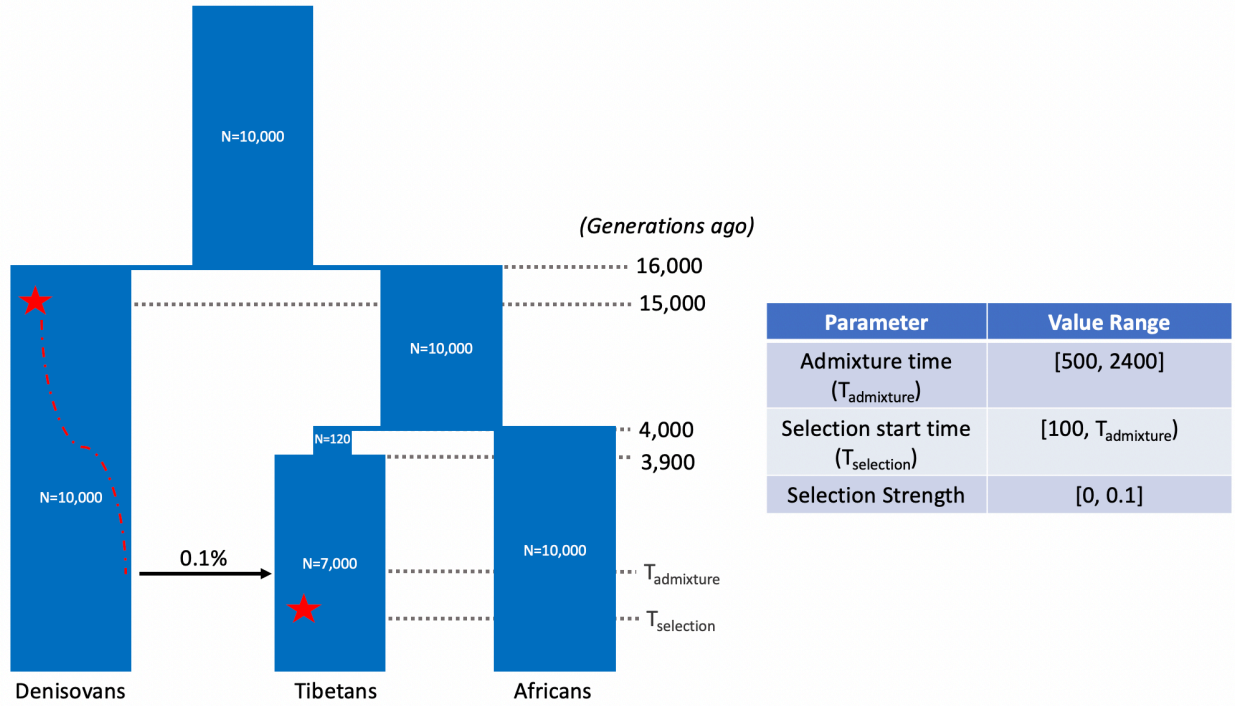 N=10,000
(Generations ago)
16,000
15,000
N=10,000
4,000
N=120
3,900
N=10,000
0.1%
N=7,000
N=10,000
Tadmixture
Tselection
Denisovans
Tibetans
Africans
Parameter Value Range
Admixture time [500, 2400]
(Tadmixture)
Selection start time [100, Tadmixture)
(Tselection)
Selection Strength [0, 0.1]